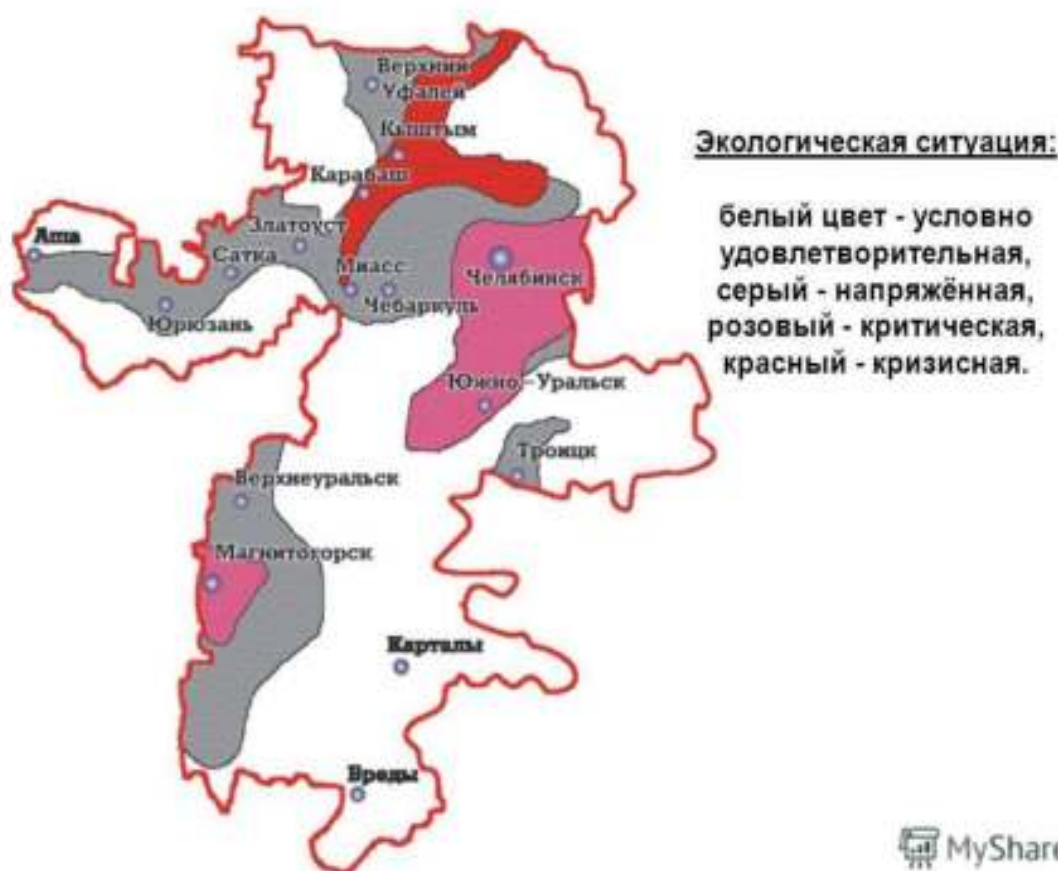 Верхний
Уфалей
Кыштым
Карабаш
Златоуст
Аша
Сатка
Миасс
Челябинск
Чебаркуль
Юрюзань
Южно-Уральск
Троицк
Верхнеуральск
Магнитогорск
Карталы
Бреды
Экологическая ситуация:
белый цвет - условно
удовлетворительная,
серый - напряжённая,
розовый - критическая,
красный - кризисная.
MyShare